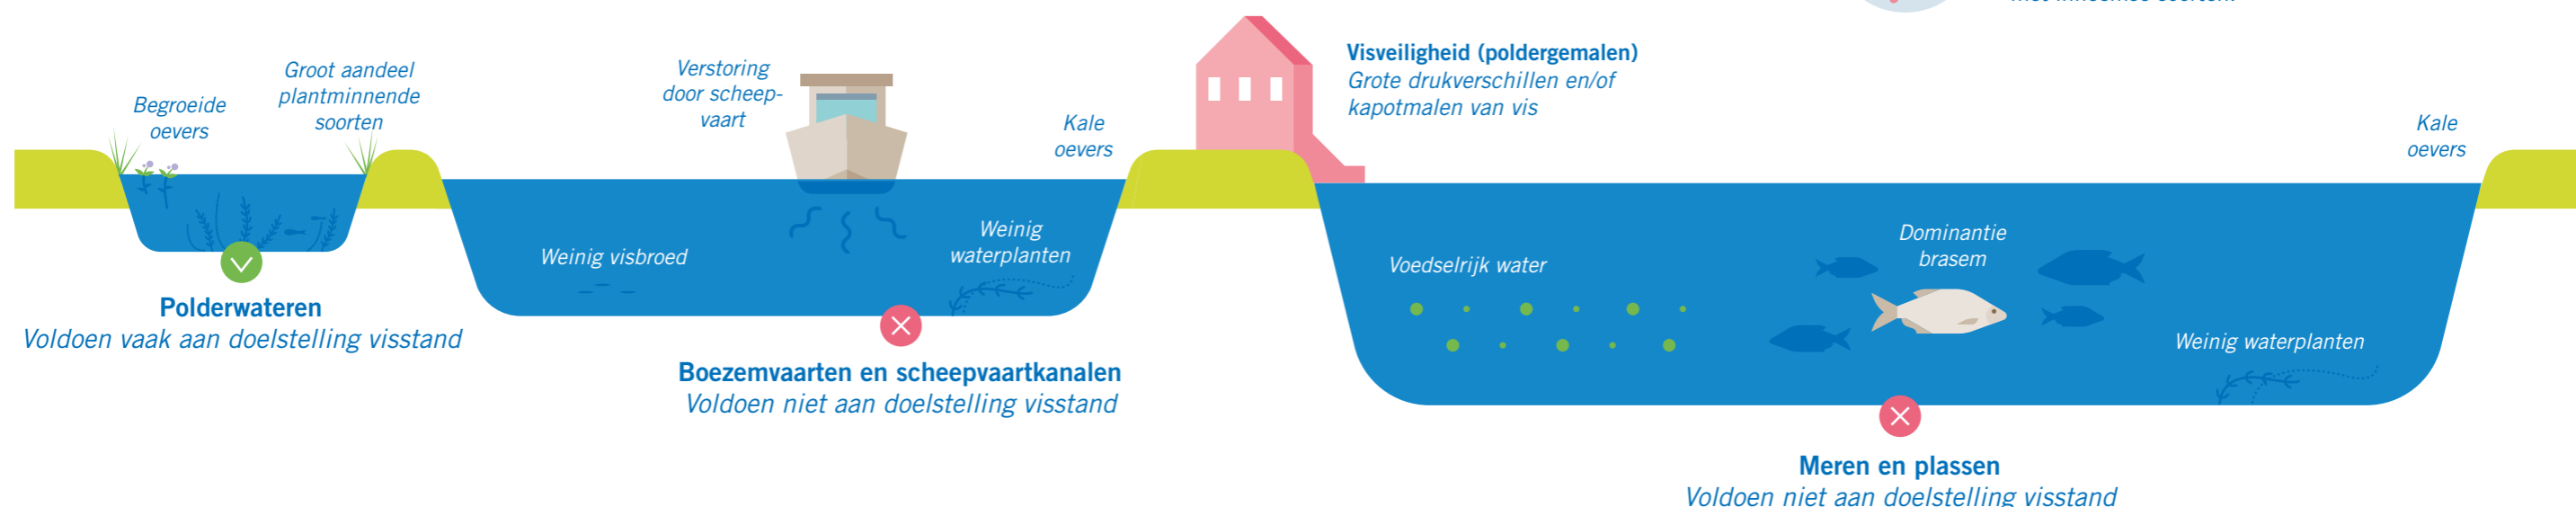 Begroeide
oevers
Groot aandeel
plantminnende
soorten
Polderwateren
Voldoen vaak aan doelstelling visstand
Verstoring
door scheep-
vaart
Kale
oevers
Weinig visbroed
Weinig
waterplanten
Boezemvaarten en scheepvaartkanalen
Voldoen niet aan doelstelling visstand
Visveiligheid (poldergemalen)
Grote drukverschillen en/of
kapotmalen van vis
Kale
oevers
Voedselrijk water
Dominantie
brasem
Weinig waterplanten
Meren en plassen
Voldoen niet aan doelstelling visstand